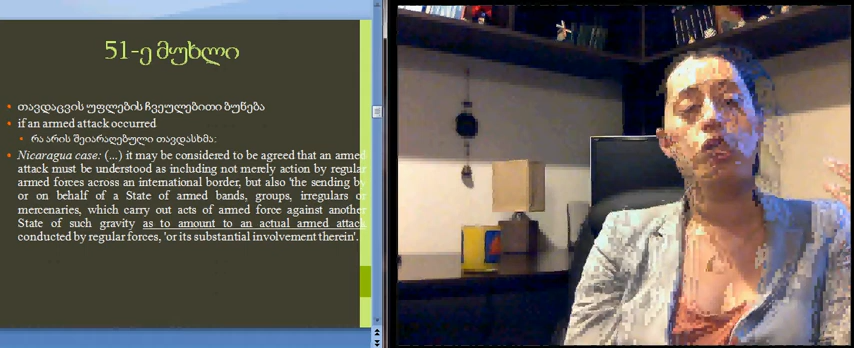 51-ე მუხლი
თავდაცვის უფლების ჩვეულებითი ბუნება
if an armed attack occurred
რა არის შეიარაღებული თავდასხმა:
Nicaragua case: (...) it may be considered to be agreed that an armed
attack must be understood as including not merely action by regular
armed forces across an international border, but also 'the sending by
or on behalf of a State of armed bands, groups, irregulars or
mercenaries, which carry out acts of armed force against another
State of such gravity as to amount to an actual armed attack
conducted by regular forces, 'or its substantial involvement therein'.